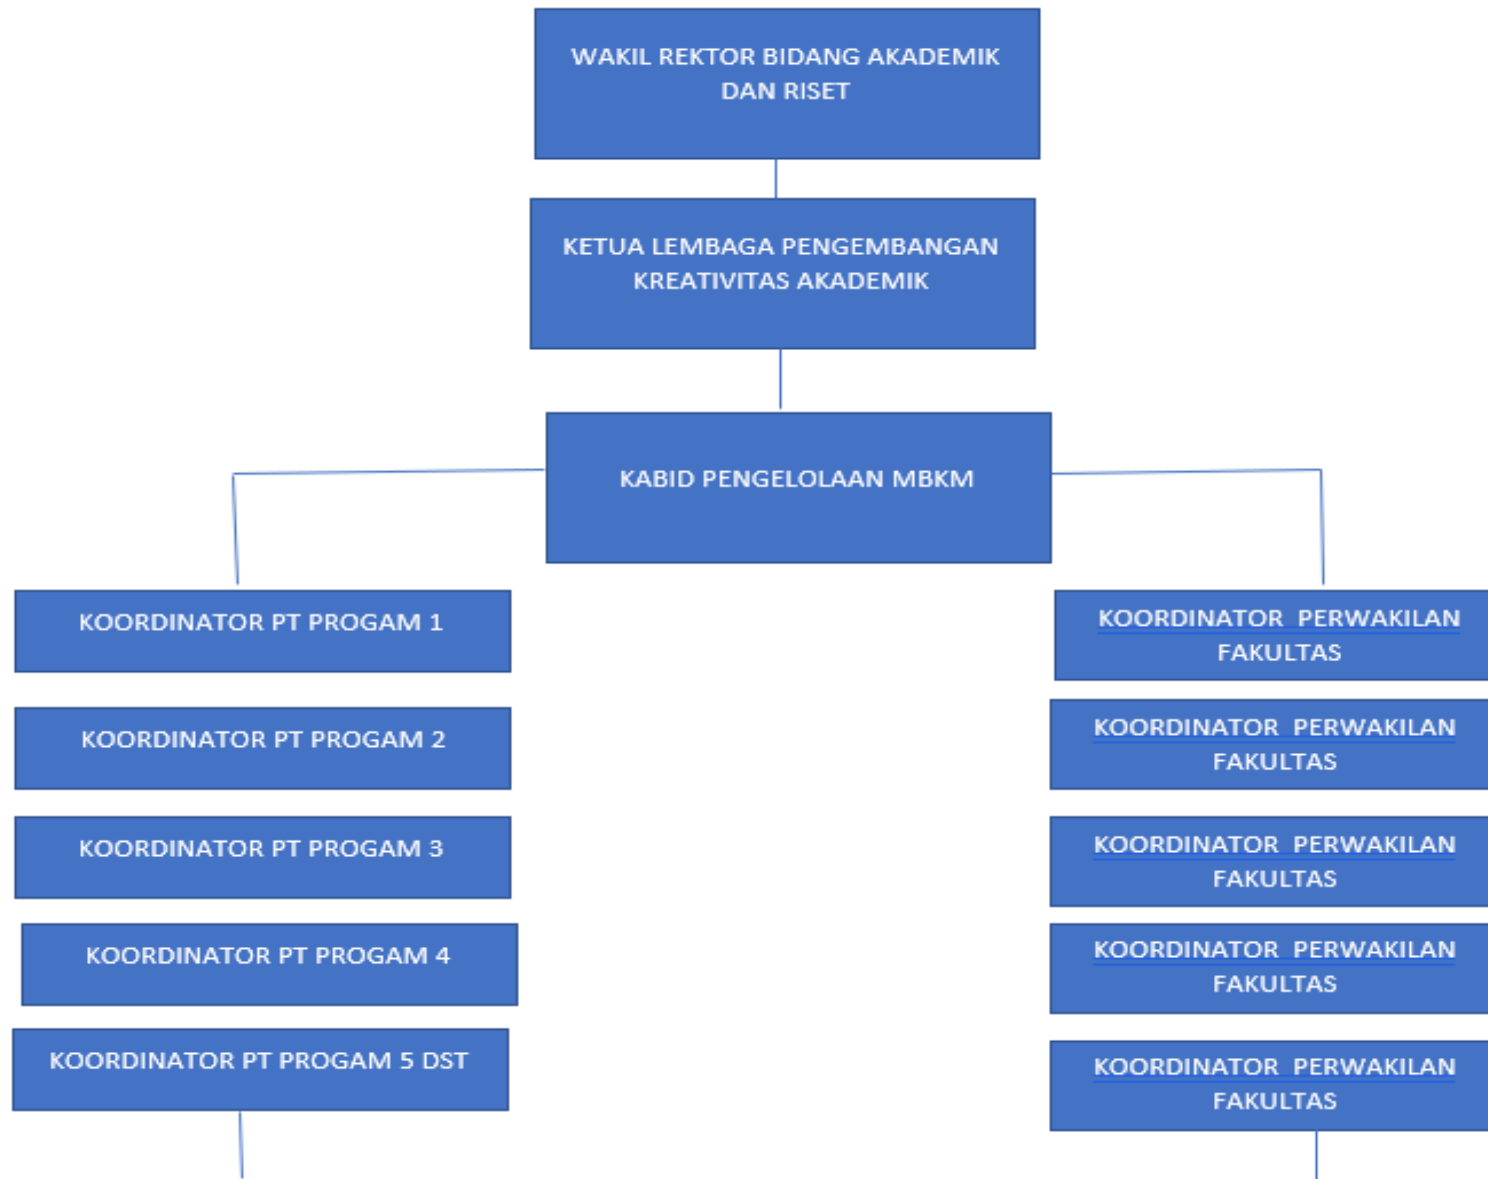 WAKIL REKTOR BIDANG AKADEMIK
DAN RISET
KETUA LEMBAGA PENGEMBANGAN
KREATIVITAS AKADEMIK
KABID PENGELOLAAN MBKM
KOORDINATOR PT PROGAM 1
KOORDINATOR PT PROGAM 2
KOORDINATOR PT PROGAM 3
KOORDINATOR PT PROGAM 4
KOORDINATOR PT PROGAM 5 DST
KOORDINATOR PERWAKILAN
FAKULTAS
KOORDINATOR PERWAKILAN
FAKULTAS
KOORDINATOR PERWAKILAN
FAKULTAS
KOORDINATOR PERWAKILAN
FAKULTAS
KOORDINATOR PERWAKILAN
FAKULTAS